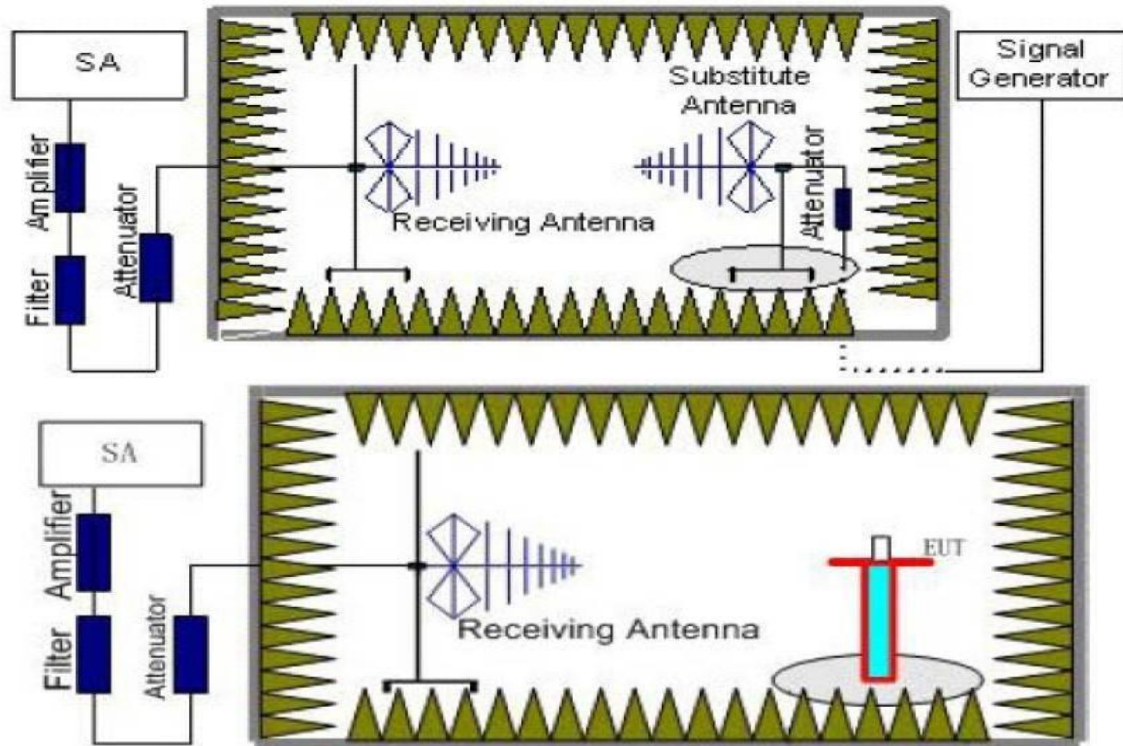 SA
Signal
Generator
Substitute
Antenna
Amplifier
Attenuator
Attenuator
Receiving Antenna
Filter
SA
Amplifier
EUT
Receiving Antenna
Filter
Attenuator